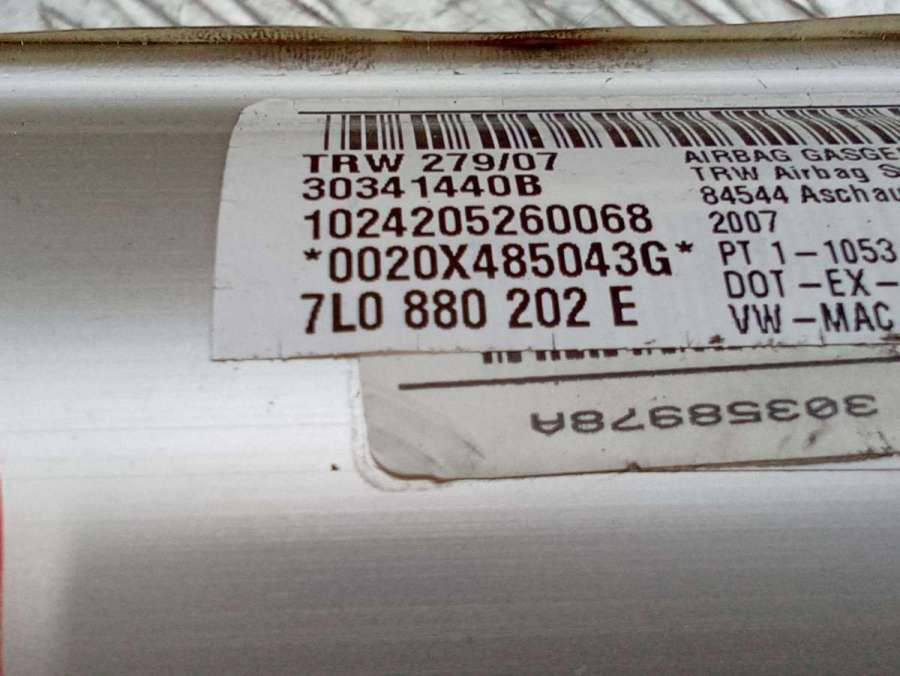 TRW 279/07
30341440B
1024205260068
*0020X485043G*
7L0 880 202 E
AIRBAG GASGE
TRW Airbag S
84544 Aschau
2007
PT 1-1053
DOT-EX-
VW-MAC
30358978A